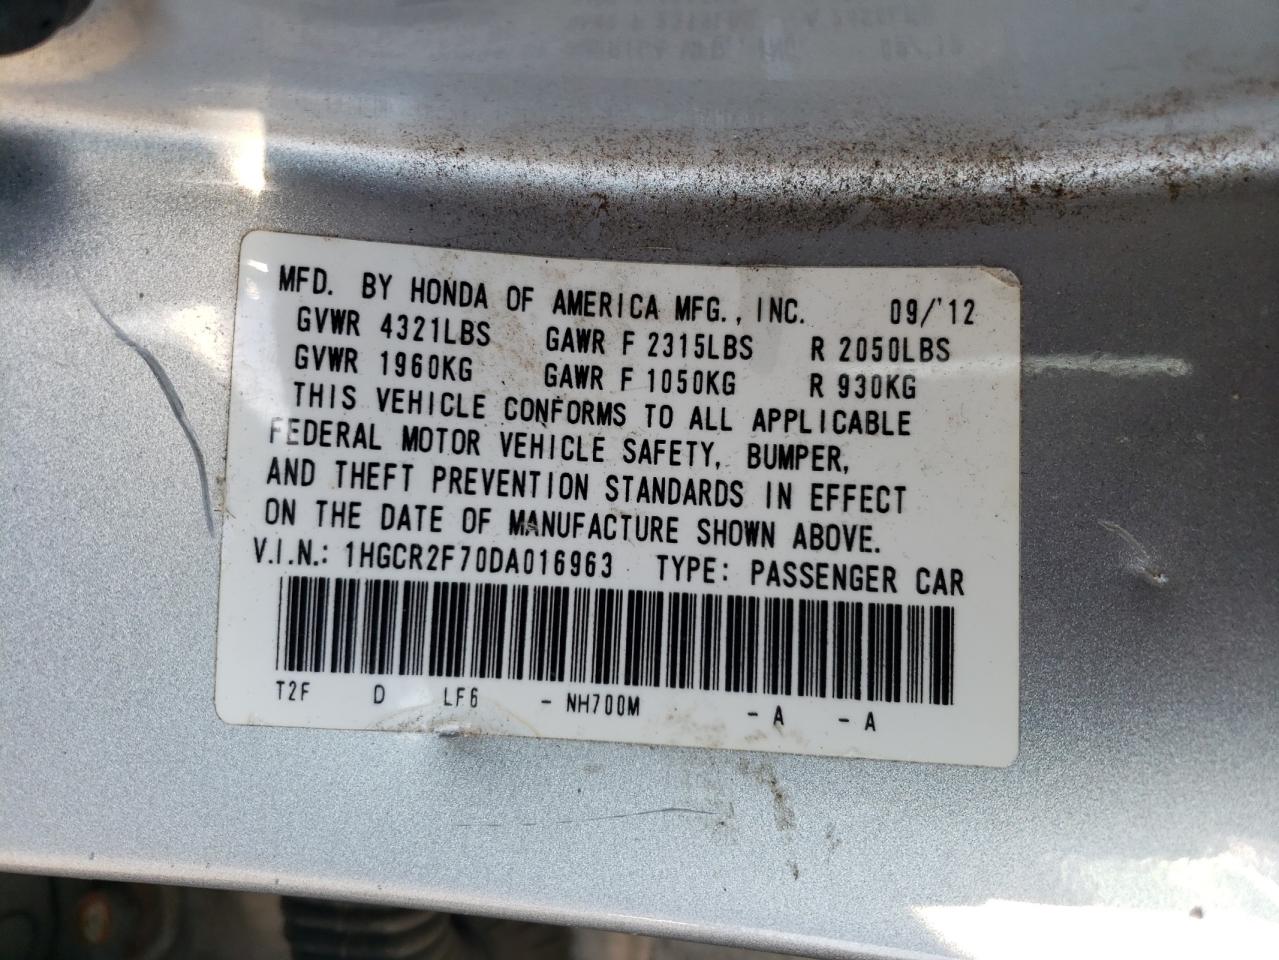 MFD. BY HONDA OF AMERICA MFG., INC. 09/'12
GVWR 4321LBS GAWR F 2315LBS R 2050LBS
GVWR 1960KG GAWR F 1050KG R 930KG
THIS VEHICLE CONFORMS TO ALL APPLICABLE
FEDERAL MOTOR VEHICLE SAFETY, BUMPER,
AND THEFT PREVENTION STANDARDS IN EFFECT
ON THE DATE OF MANUFACTURE SHOWN ABOVE.
V.I.N.: 1HGCR2F70DA016963 TYPE: PASSENGER CAR
T2F D LF6 - NH700M - A - A